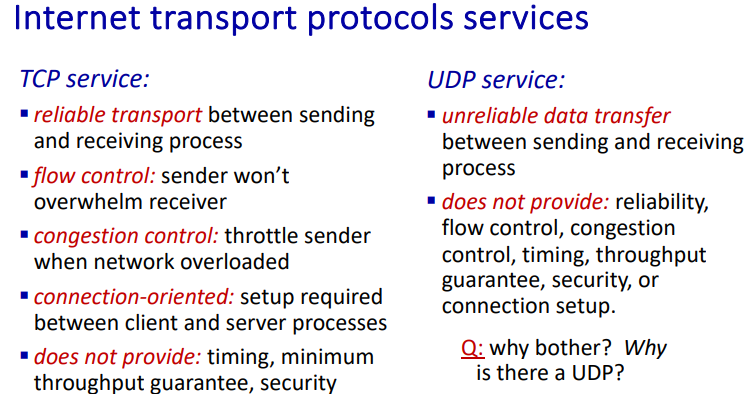 Internet transport protocols services
TCP service:
▪ reliable transport between sending
and receiving process
▪ flow control: sender won’t
overwhelm receiver
▪ congestion control: throttle sender
when network overloaded
▪ connection-oriented: setup required
between client and server processes
▪ does not provide: timing, minimum
throughput guarantee, security
UDP service:
▪ unreliable data transfer
between sending and receiving
process
▪ does not provide: reliability,
flow control, congestion
control, timing, throughput
guarantee, security, or
connection setup.
Q: why bother? Why
is there a UDP?